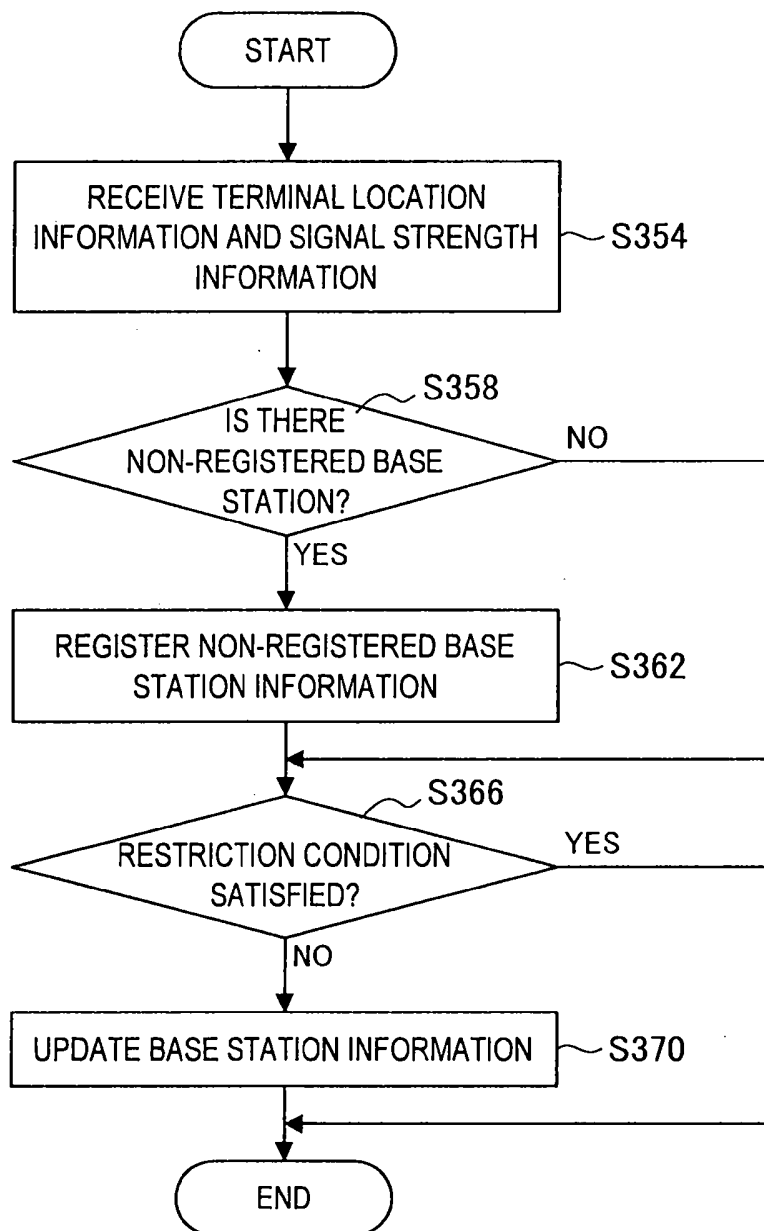 START
RECEIVE TERMINAL LOCATION
INFORMATION AND SIGNAL STRENGTH
INFORMATION
S354
S358
IS THERE
NON-REGISTERED BASE
STATION?
NO
YES
REGISTER NON-REGISTERED BASE
STATION INFORMATION
S362
S366
RESTRICTION CONDITION
SATISFIED?
YES
NO
UPDATE BASE STATION INFORMATION
S370
END